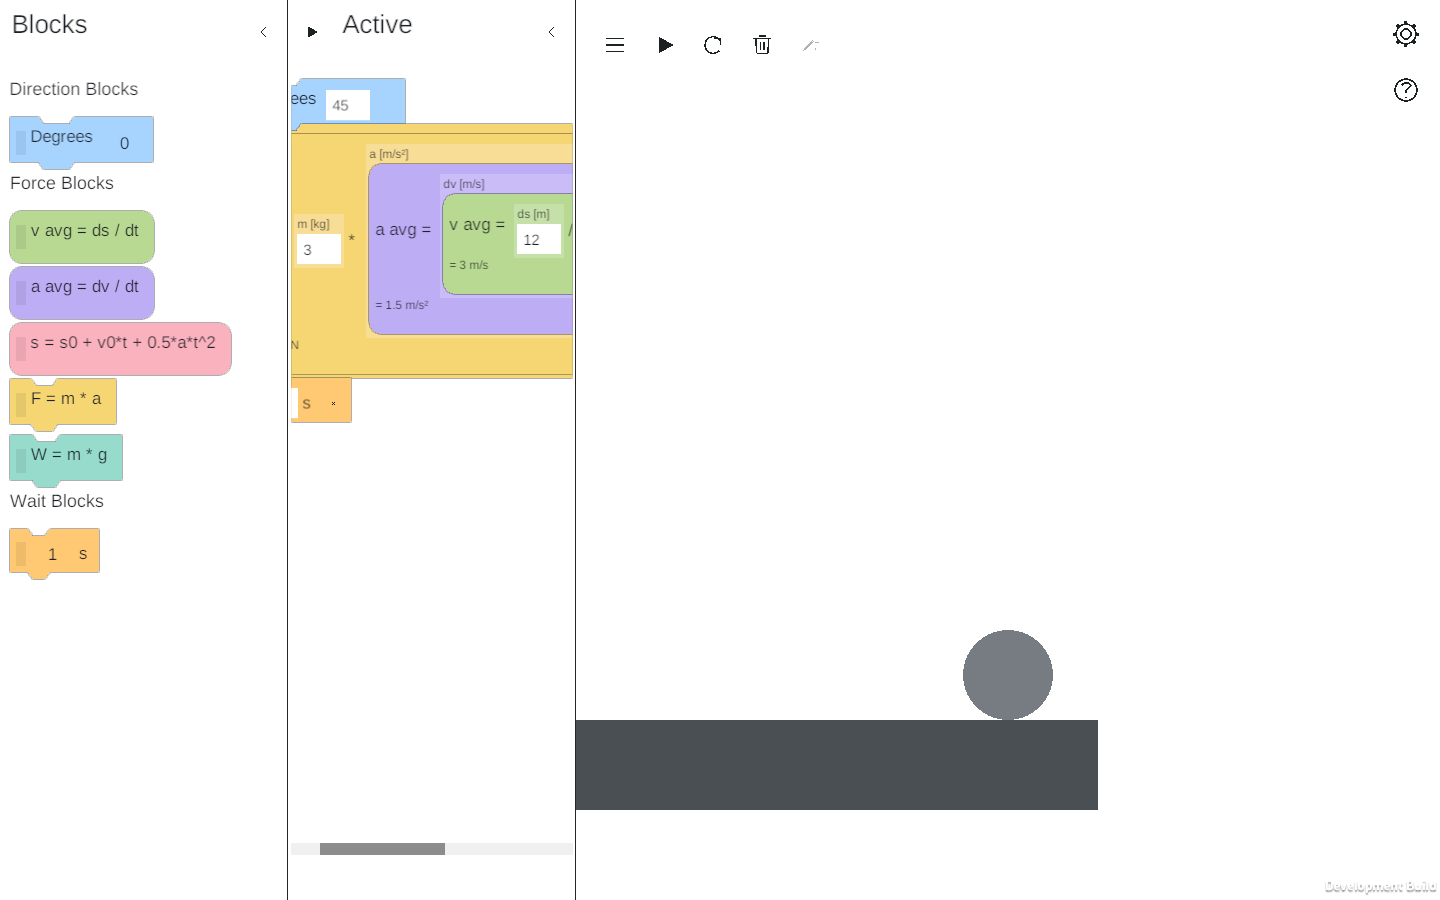 Blocks
Direction Blocks
Degrees 0
Force Blocks
v avg = ds / dt
a avg = dv / dt
s = s0 + v0*t + 0.5*a*t^2
F = m * a
W = m * g
Wait Blocks
1 s
Active
ees 45
a [m/s²]
dv [m/s]
ds [m]
m [kg]
a avg =
v avg =
12 /
3 *
= 3 m/s
= 1.5 m/s²
N
s
Development Build